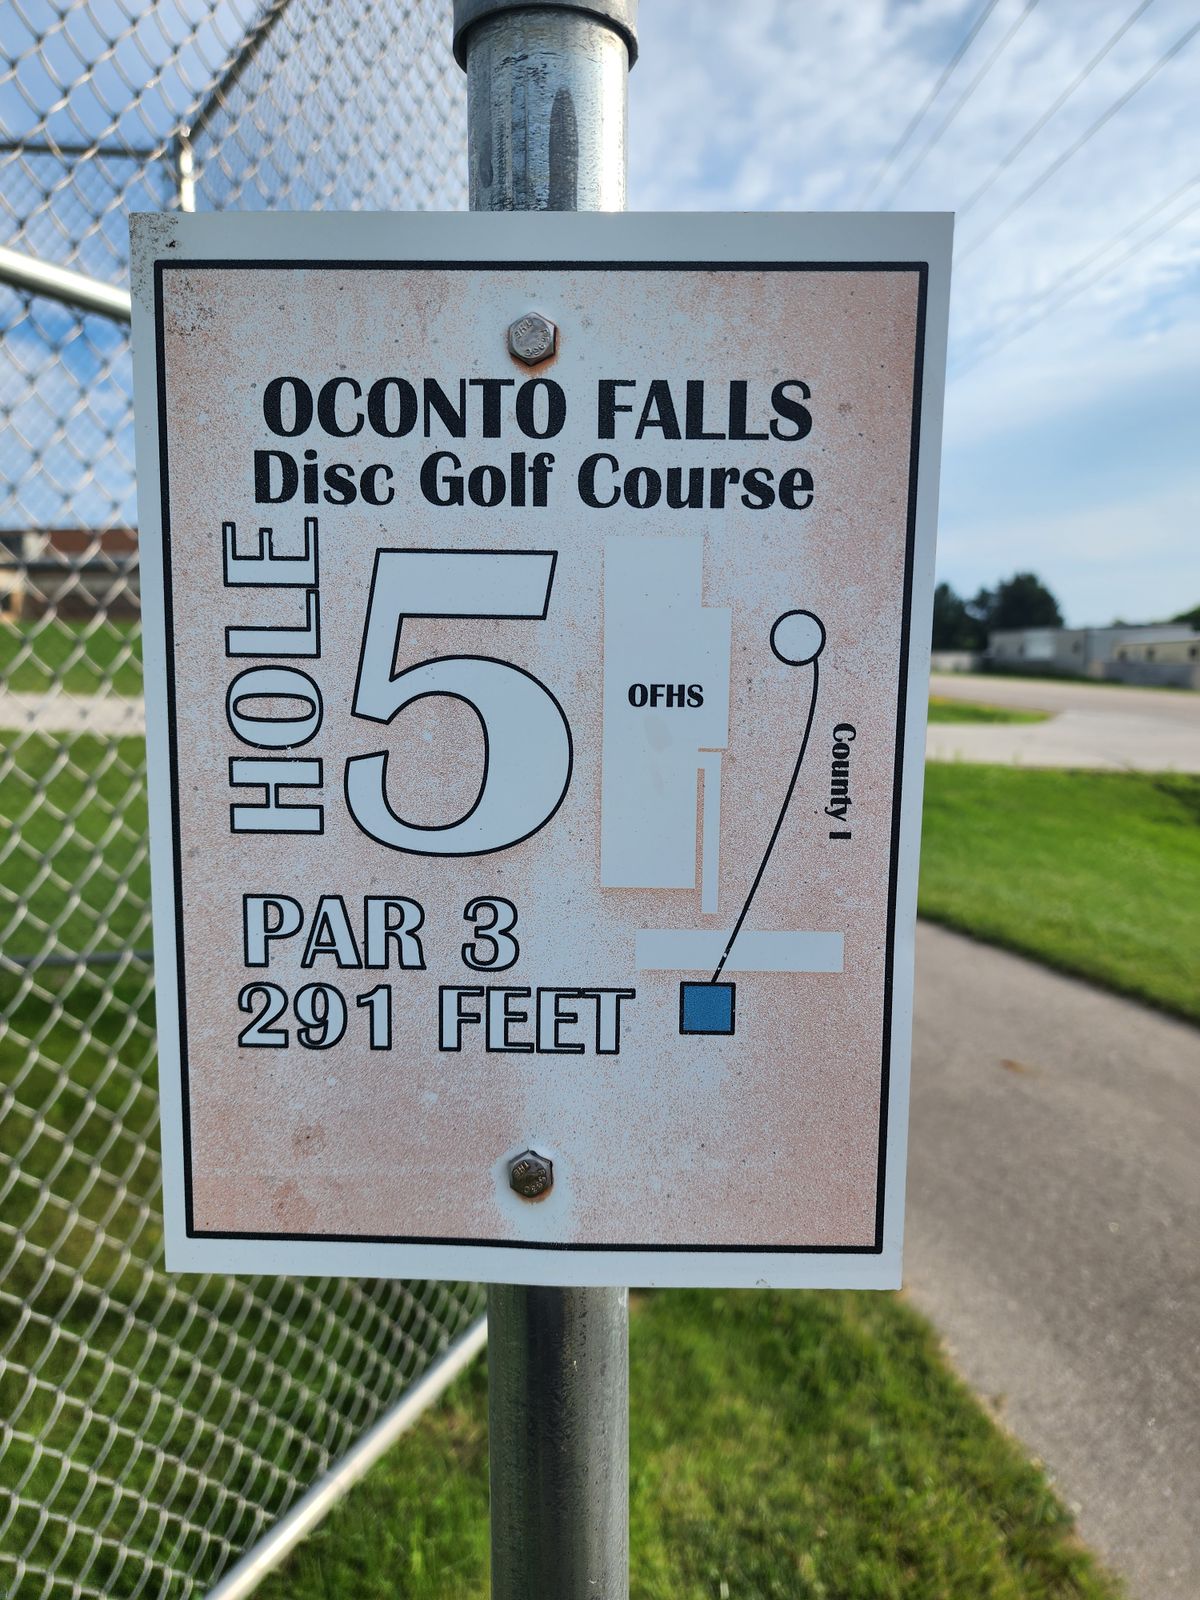 OCONTO FALLS
Disc Golf Course
HOLE
5
OFHS
County I
PAR 3
291 FEET